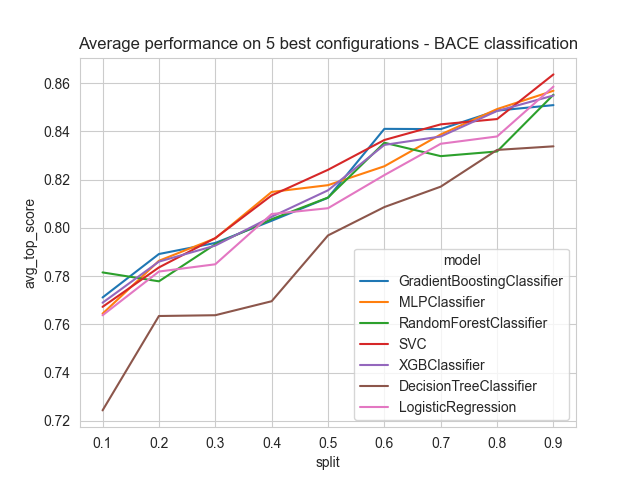 Average performance on 5 best configurations - BACE classification
avg_top_score
0.86
0.84
0.82
0.80
0.78
0.76
0.74
0.72
model
GradientBoostingClassifier
MLPClassifier
RandomForestClassifier
SVC
XGBClassifier
DecisionTreeClassifier
LogisticRegression
0.1 0.2 0.3 0.4 0.5 0.6 0.7 0.8 0.9
split